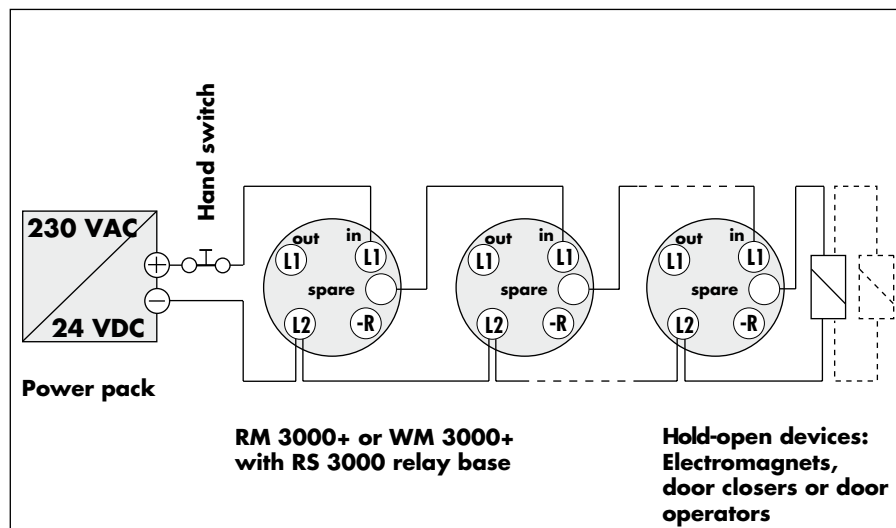 Hand switch
230 VAC
24 VDC
+
−
Power pack
out
in
L1
L1
spare
L2
-R
out
in
L1
L1
spare
L2
-R
out
in
L1
L1
spare
L2
-R
RM 3000+ or WM 3000+
with RS 3000 relay base
Hold-open devices:
Electromagnets,
door closers or door
operators